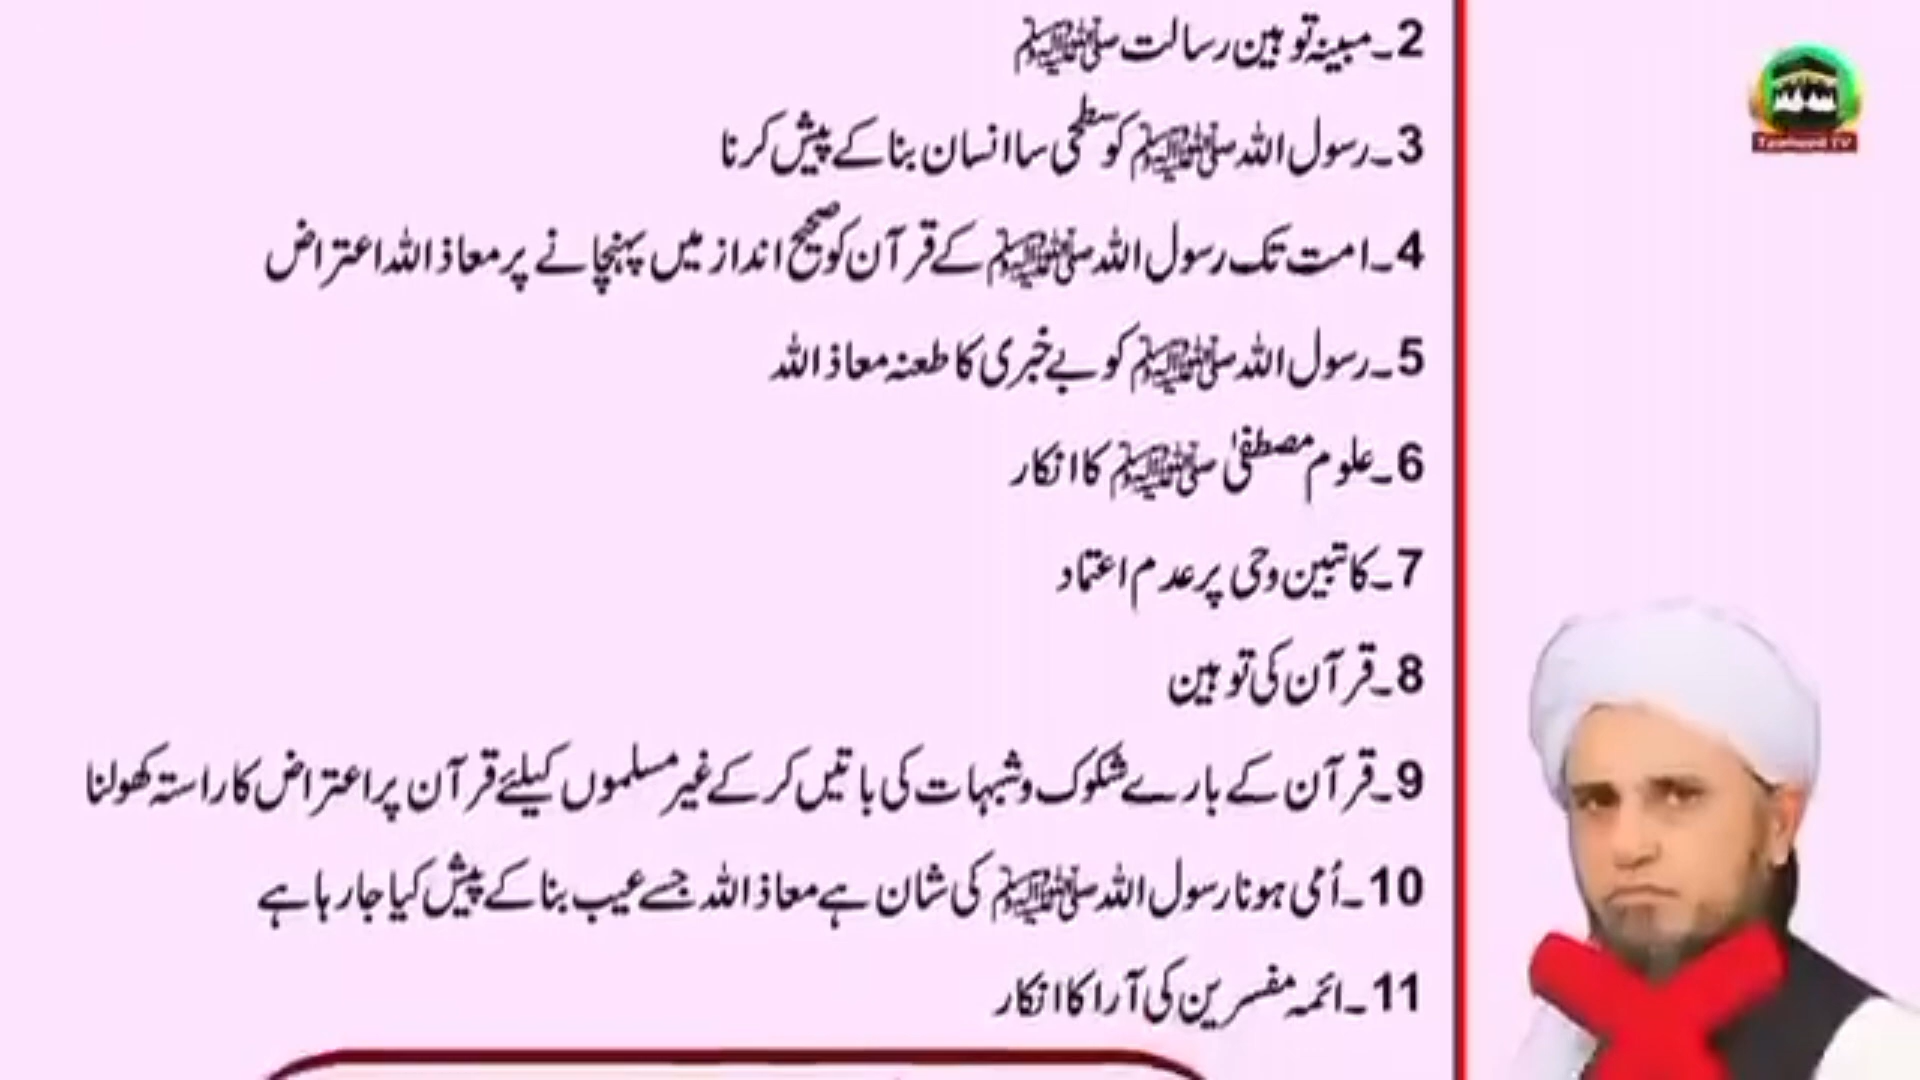 2۔مبینہ توہین رسالت ﷺ
3۔رسول اللہ ﷺ کو سطحی سا انسان بنا کے پیش کرنا
4۔امت تک رسول اللہ ﷺ کے قرآن کو صحیح انداز میں پہنچانے پر معاذ اللہ اعتراض
5۔رسول اللہ ﷺ کو بے خبری کا طعنہ معاذ اللہ
6۔علوم مصطفیٰ ﷺ کا انکار
7۔کاتبین وحی پر عدم اعتماد
8۔قرآن کی توہین
9۔قرآن کے بارے شکوک و شبہات کی باتیں کر کے غیر مسلموں کیلئے قرآن پر اعتراض کا راستہ کھولنا
10۔اُمی ہونا رسول اللہ ﷺ کی شان ہے معاذ اللہ جسے عیب بنا کے پیش کیا جا رہا ہے
11۔ائمہ مفسرین کی آرا کا انکار
Tawheed TV